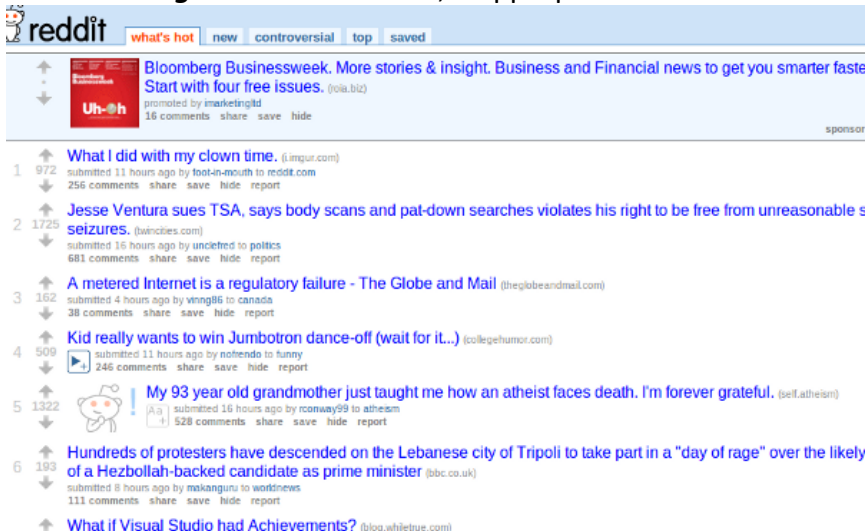 reddit what's hot new controversial top saved
Bloomberg Businessweek. More stories & insight. Business and Financial news to get you smarter faste
Start with four free issues. (roia.biz)
promoted by imarketingltd
16 comments share save hide
Bloomberg
Businessweek
Uh-oh
sponsor
1
972
What I did with my clown time. (i.imgur.com)
submitted 11 hours ago by foot-in-mouth to reddit.com
256 comments share save hide report
2
1725
Jesse Ventura sues TSA, says body scans and pat-down searches violates his right to be free from unreasonable s
seizures. (twincities.com)
submitted 16 hours ago by unclefred to politics
681 comments share save hide report
3
162
A metered Internet is a regulatory failure - The Globe and Mail (theglobeandmail.com)
submitted 4 hours ago by vinng86 to canada
38 comments share save hide report
4
509
Kid really wants to win Jumbotron dance-off (wait for it...) (collegehumor.com)
submitted 11 hours ago by nofrendo to funny
246 comments share save hide report
5
1322
My 93 year old grandmother just taught me how an atheist faces death. I'm forever grateful. (self.atheism)
Aa
submitted 16 hours ago by rconway99 to atheism
528 comments share save hide report
6
193
Hundreds of protesters have descended on the Lebanese city of Tripoli to take part in a "day of rage" over the likely
of a Hezbollah-backed candidate as prime minister (bbc.co.uk)
submitted 8 hours ago by makanguru to worldnews
111 comments share save hide report
What if Visual Studio had Achievements? (blog.whiletrue.com)